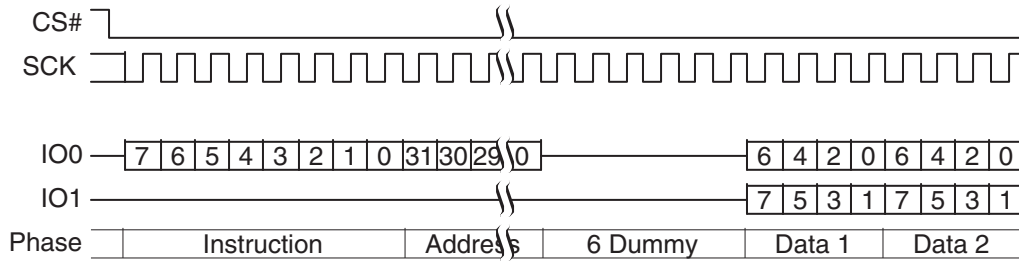 CS#
SCK
IO0 7 6 5 4 3 2 1 0 31 30 29 0 6 4 2 0 6 4 2 0
IO1 7 5 3 1 7 5 3 1
Phase Instruction Address 6 Dummy Data 1 Data 2